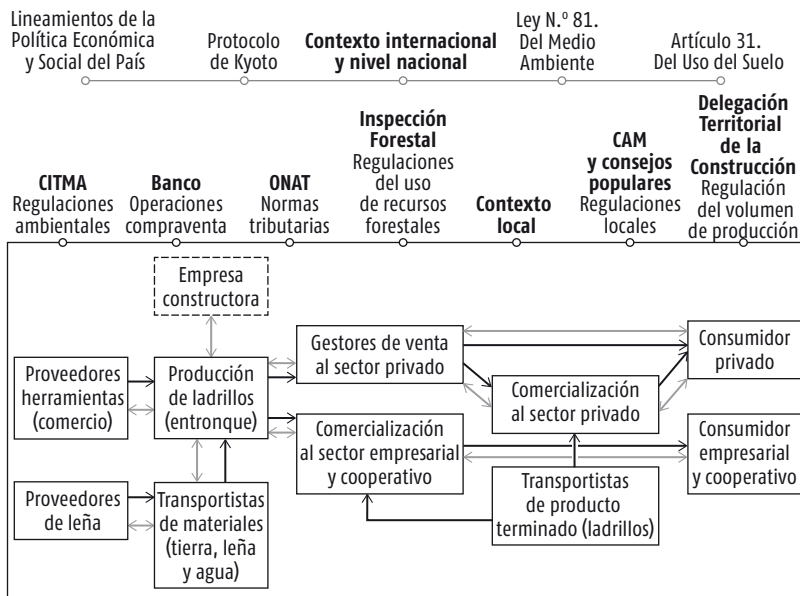 Lineamientos de la
Política Económica
y Social del País
Protocolo
de Kyoto
Contexto internacional
y nivel nacional
Ley N.º 81.
Del Medio
Ambiente
Artículo 31.
Del Uso del Suelo
CITMA
Regulaciones
ambientales
Banco
Operaciones
compraventa
ONAT
Normas
tributarias
Inspección
Forestal
Regulaciones
del uso
de recursos
forestales
Contexto
local
CAM
y consejos
populares
Regulaciones
locales
Delegación
Territorial
de la
Construcción
Regulación
del volumen
de producción
Empresa
constructora
Proveedores
herramientas
(comercio)
Producción
de ladrillos
(entronque)
Gestores de venta
al sector privado
Comercialización
al sector privado
Consumidor
privado
Comercialización
al sector empresarial
y cooperativo
Consumidor
empresarial
y cooperativo
Proveedores
de leña
Transportistas
de materiales
(tierra, leña
y agua)
Transportistas
de producto
terminado (ladrillos)